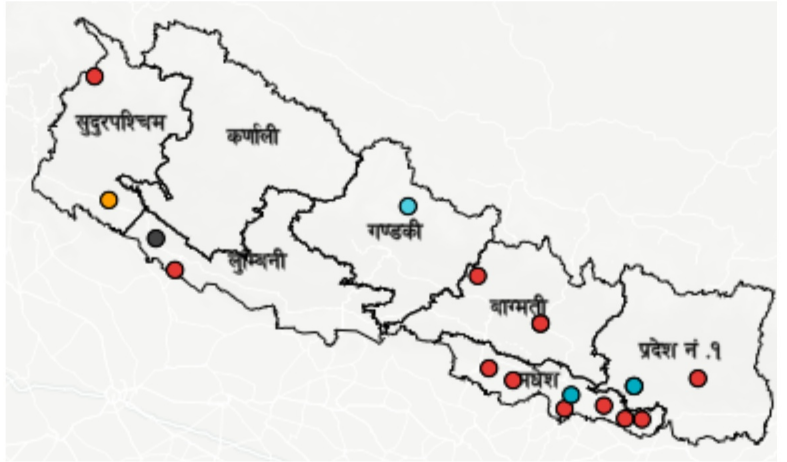 सुदुरपश्चिम
कर्णाली
गण्डकी
लुम्बिनी
बाग्मती
प्रदेश नं .१
मधेश